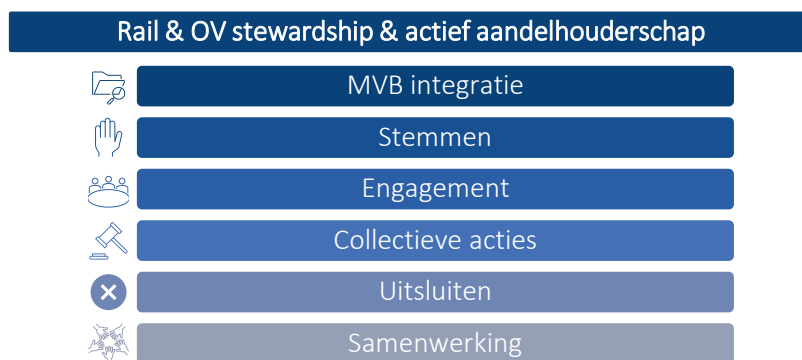 Rail & OV stewardship & actief aandelhouderschap
MVB integratie
Stemmen
Engagement
Collectieve acties
Uitsluiten
Samenwerking